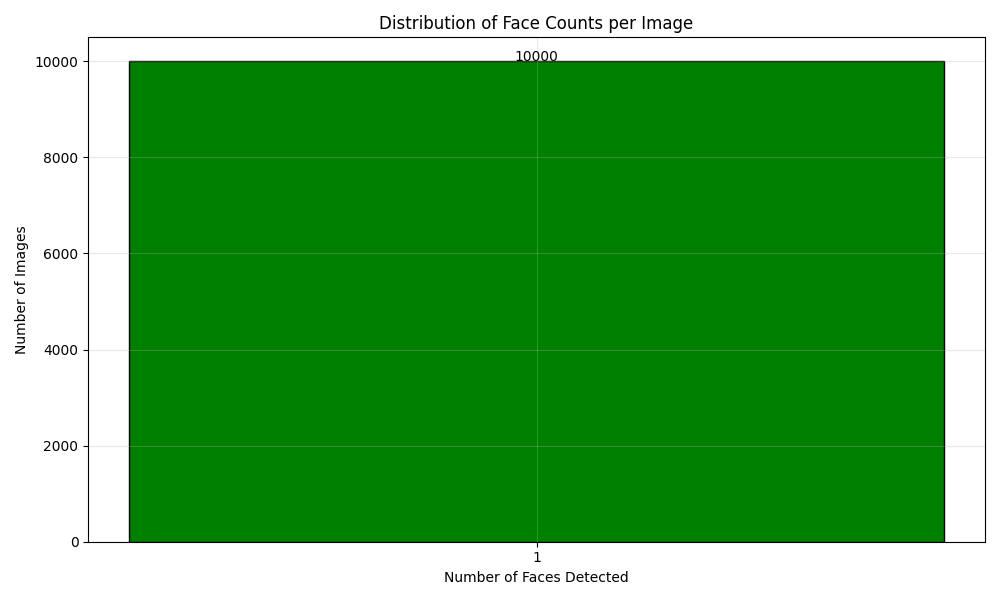 Distribution of Face Counts per Image
10000
10000
8000
6000
4000
2000
0
Number of Images
1
Number of Faces Detected